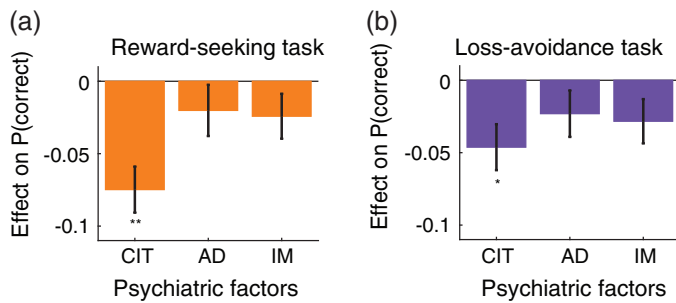 (a)
Reward-seeking task
Effect on P(correct)
0
-0.05
-0.1
**
CIT AD IM
Psychiatric factors
(b)
Loss-avoidance task
Effect on P(correct)
0
-0.05
-0.1
*
CIT AD IM
Psychiatric factors